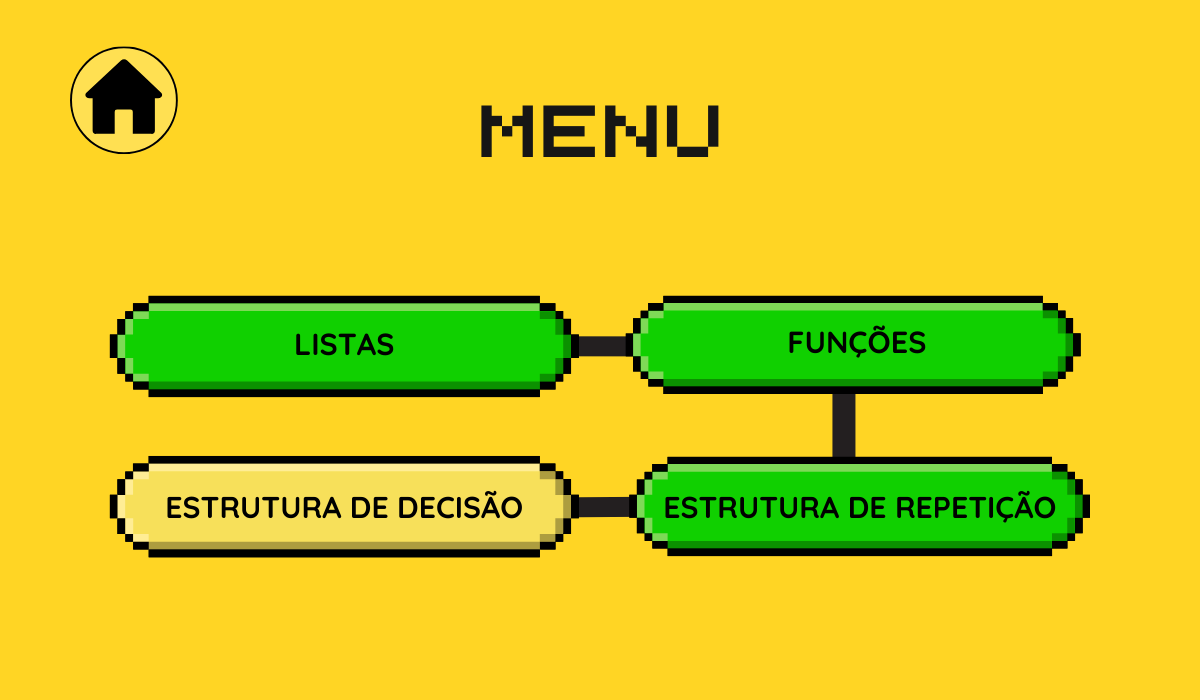 MENU
LISTAS
FUNÇÕES
ESTRUTURA DE DECISÃO
ESTRUTURA DE REPETIÇÃO